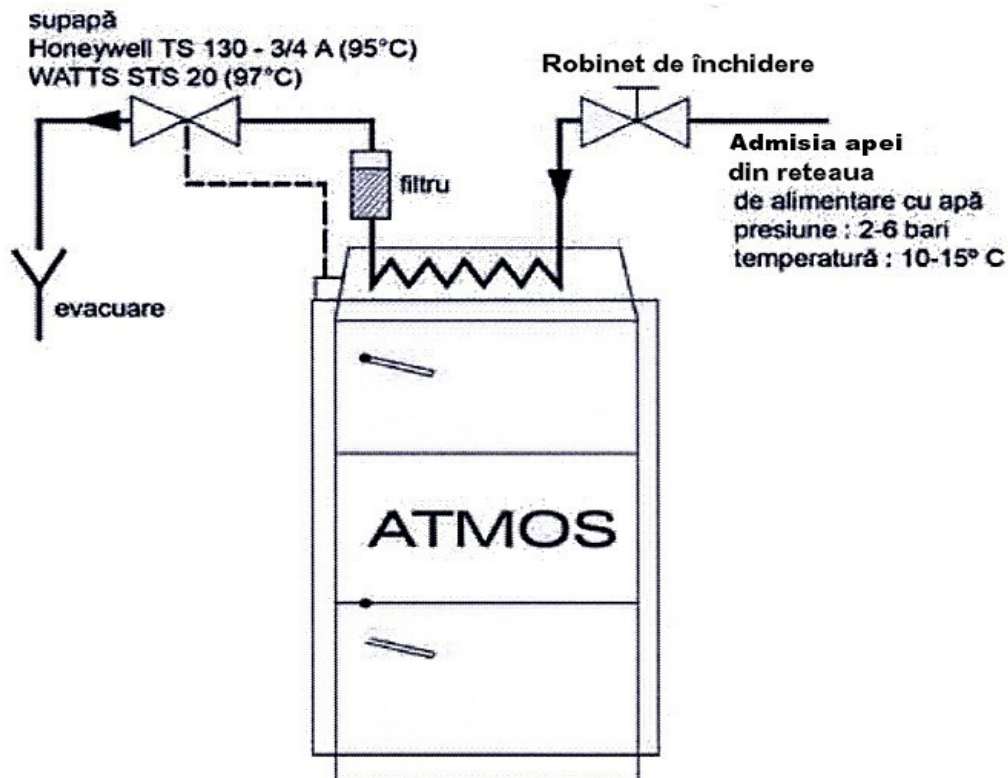 supapă
Honeywell TS 130 - 3/4 A (95°C)
WATTS STS 20 (97°C)
Robinet de închidere
Admisia apei
din reteaua
de alimentare cu apă
presiune : 2-6 bari
temperatură : 10-15° C
filtru
evacuare
ATMOS